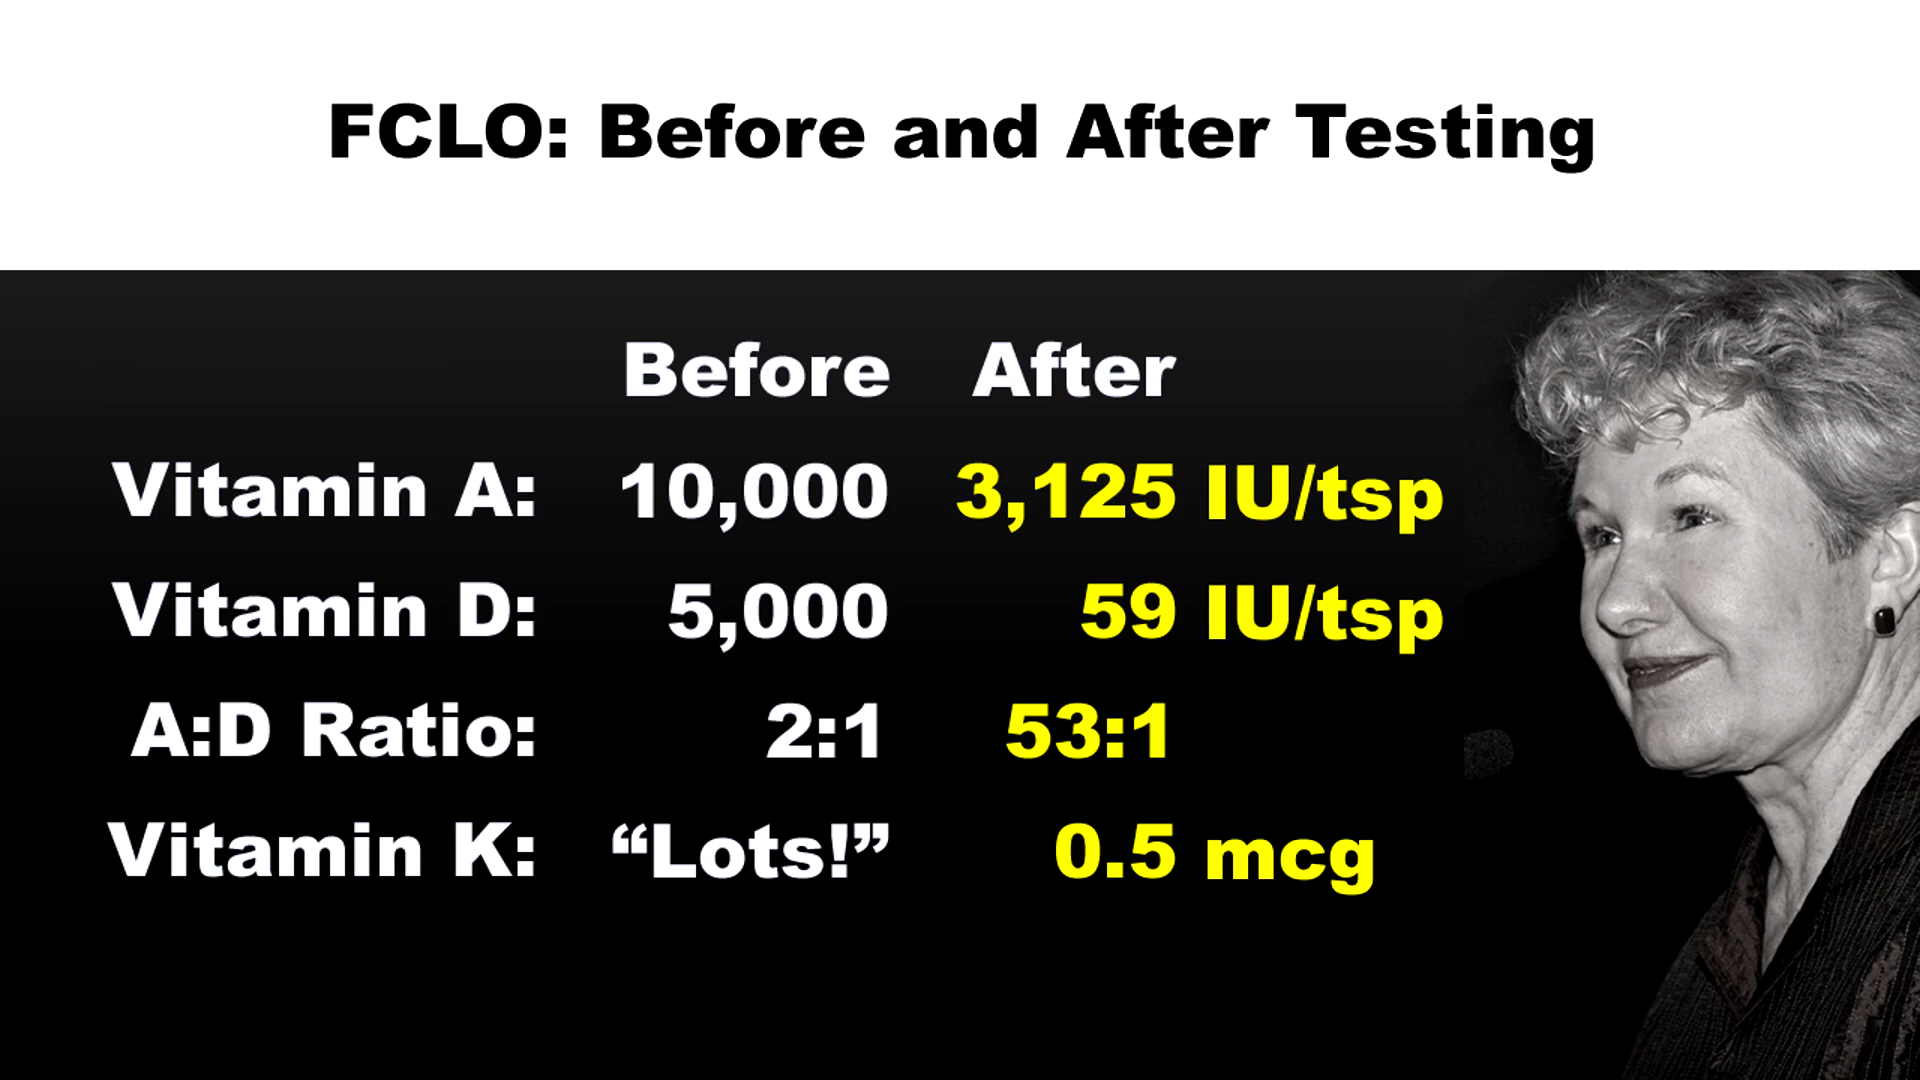 FCLO: Before and After Testing
Before After
Vitamin A: 10,000 3,125 IU/tsp
Vitamin D: 5,000 59 IU/tsp
A:D Ratio: 2:1 53:1
Vitamin K: “Lots!” 0.5 mcg